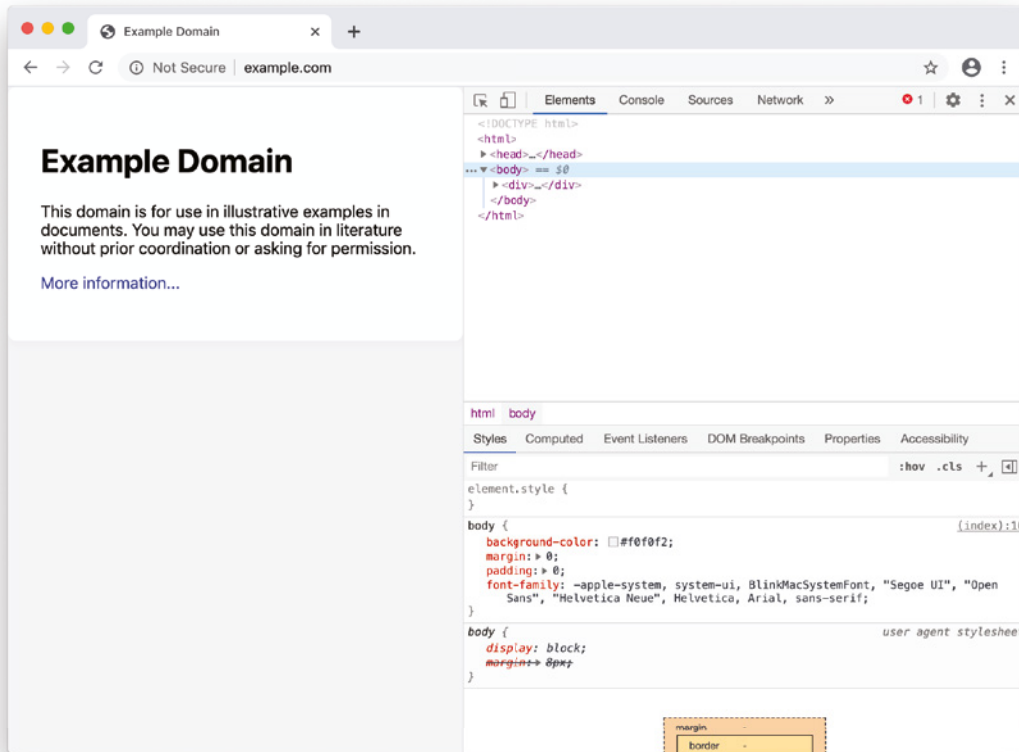 Example Domain
Not Secure example.com
Example Domain
This domain is for use in illustrative examples in
documents. You may use this domain in literature
without prior coordination or asking for permission.
More information...
Elements Console Sources Network » 1
<!DOCTYPE html>
<html>
<head>…</head>
<body> == $0
<div>…</div>
</body>
</html>
html body
Styles Computed Event Listeners DOM Breakpoints Properties Accessibility
Filter :hov .cls +
element.style {
}
body { (index):1
background-color: #f0f0f2;
margin: 0;
padding: 0;
font-family: -apple-system, system-ui, BlinkMacSystemFont, "Segoe UI", "Open
Sans", "Helvetica Neue", Helvetica, Arial, sans-serif;
}
body { user agent styleshee
display: block;
margin: 8px;
}
margin -
border -